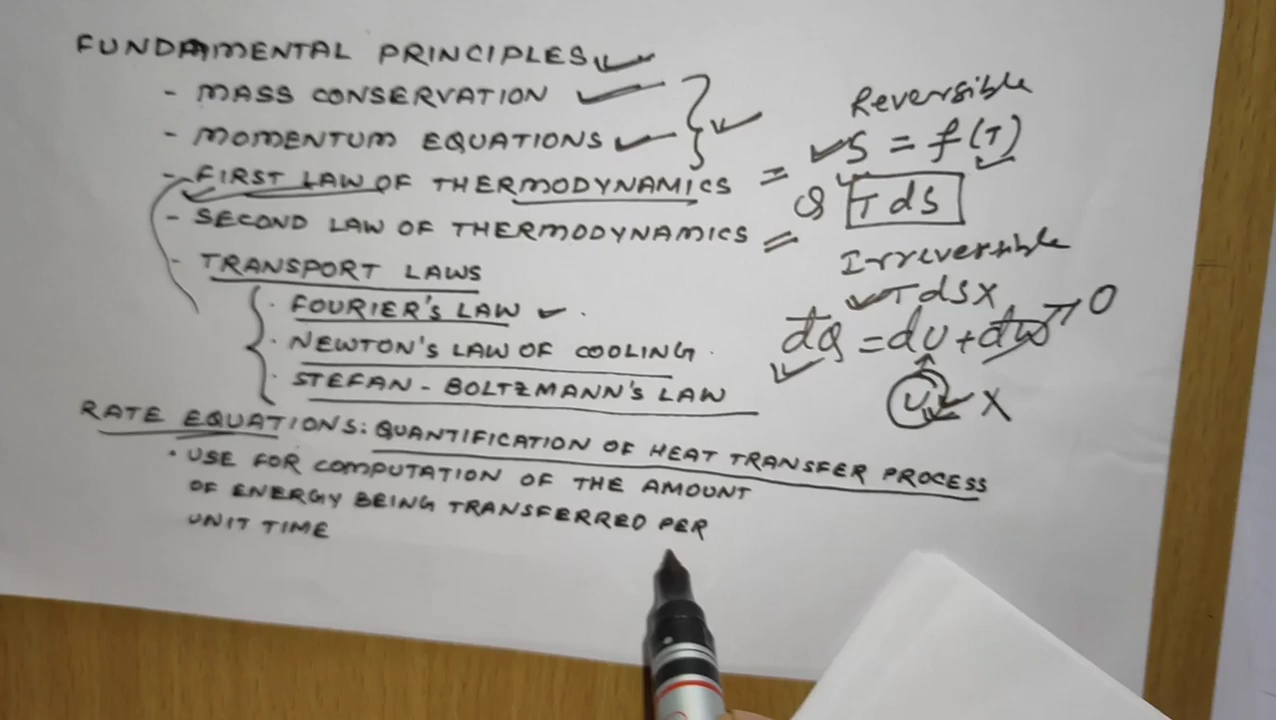 FUNDAMENTAL PRINCIPLES
- MASS CONSERVATION
- MOMENTUM EQUATIONS
- FIRST LAW OF THERMODYNAMICS =
- SECOND LAW OF THERMODYNAMICS =
- TRANSPORT LAWS
· FOURIER'S LAW
· NEWTON'S LAW OF COOLING.
· STEFAN - BOLTZMANN'S LAW
RATE EQUATIONS: QUANTIFICATION OF HEAT TRANSFER PROCESS
· USE FOR COMPUTATION OF THE AMOUNT
OF ENERGY BEING TRANSFERRED PER
UNIT TIME
Reversible
S = f(T)
TdS
Irreversible
TdS X
dQ = dU + dW 0
U X